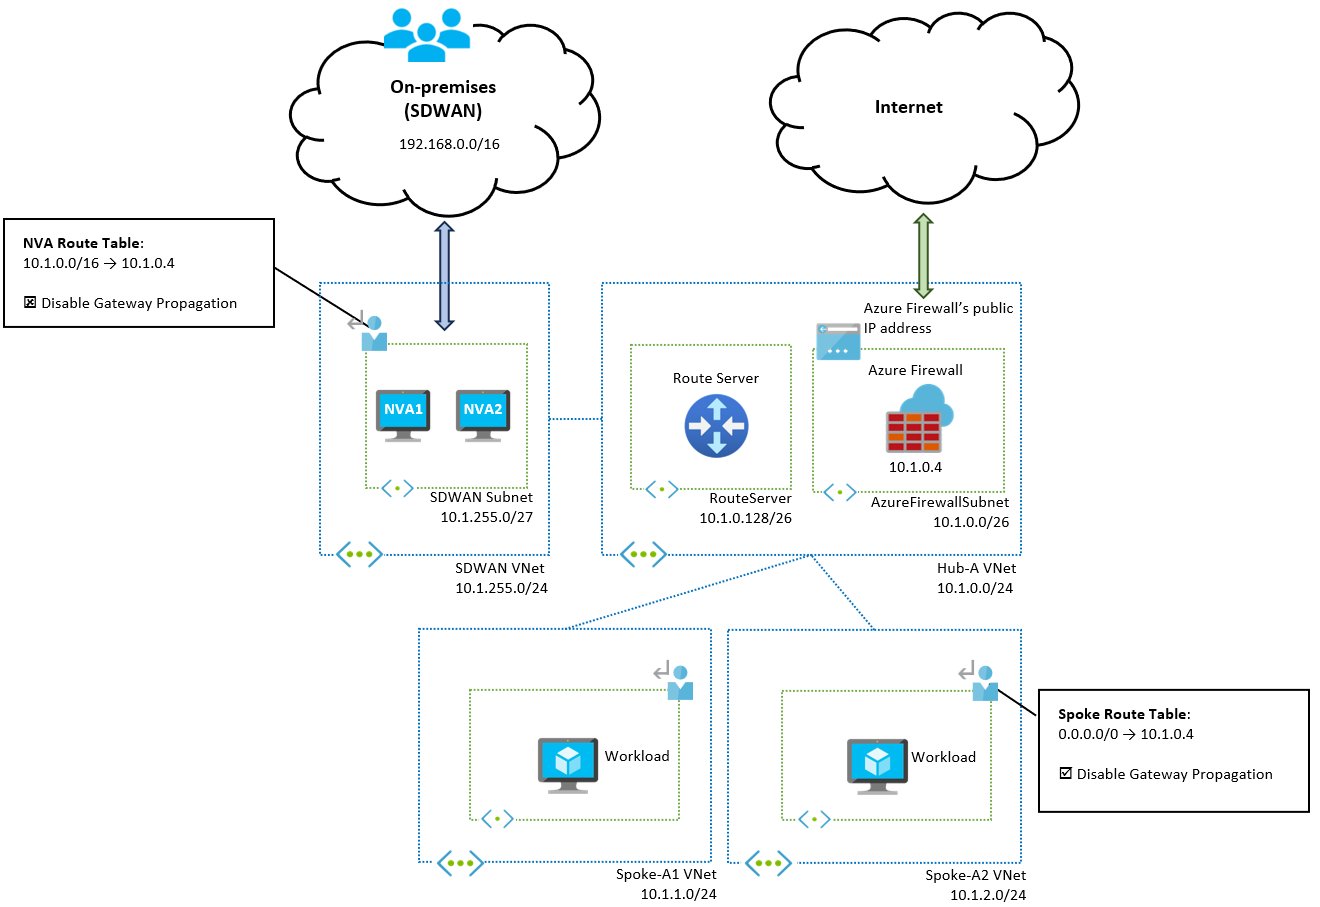 On-premises
(SDWAN)
192.168.0.0/16
Internet
NVA Route Table:
10.1.0.0/16 → 10.1.0.4
☒ Disable Gateway Propagation
Azure Firewall’s public
IP address
NVA1
NVA2
SDWAN Subnet
10.1.255.0/27
Route Server
RouteServer
10.1.0.128/26
Azure Firewall
10.1.0.4
AzureFirewallSubnet
10.1.0.0/26
SDWAN VNet
10.1.255.0/24
Hub-A VNet
10.1.0.0/24
Workload
Spoke-A1 VNet
10.1.1.0/24
Workload
Spoke-A2 VNet
10.1.2.0/24
Spoke Route Table:
0.0.0.0/0 → 10.1.0.4
☑ Disable Gateway Propagation